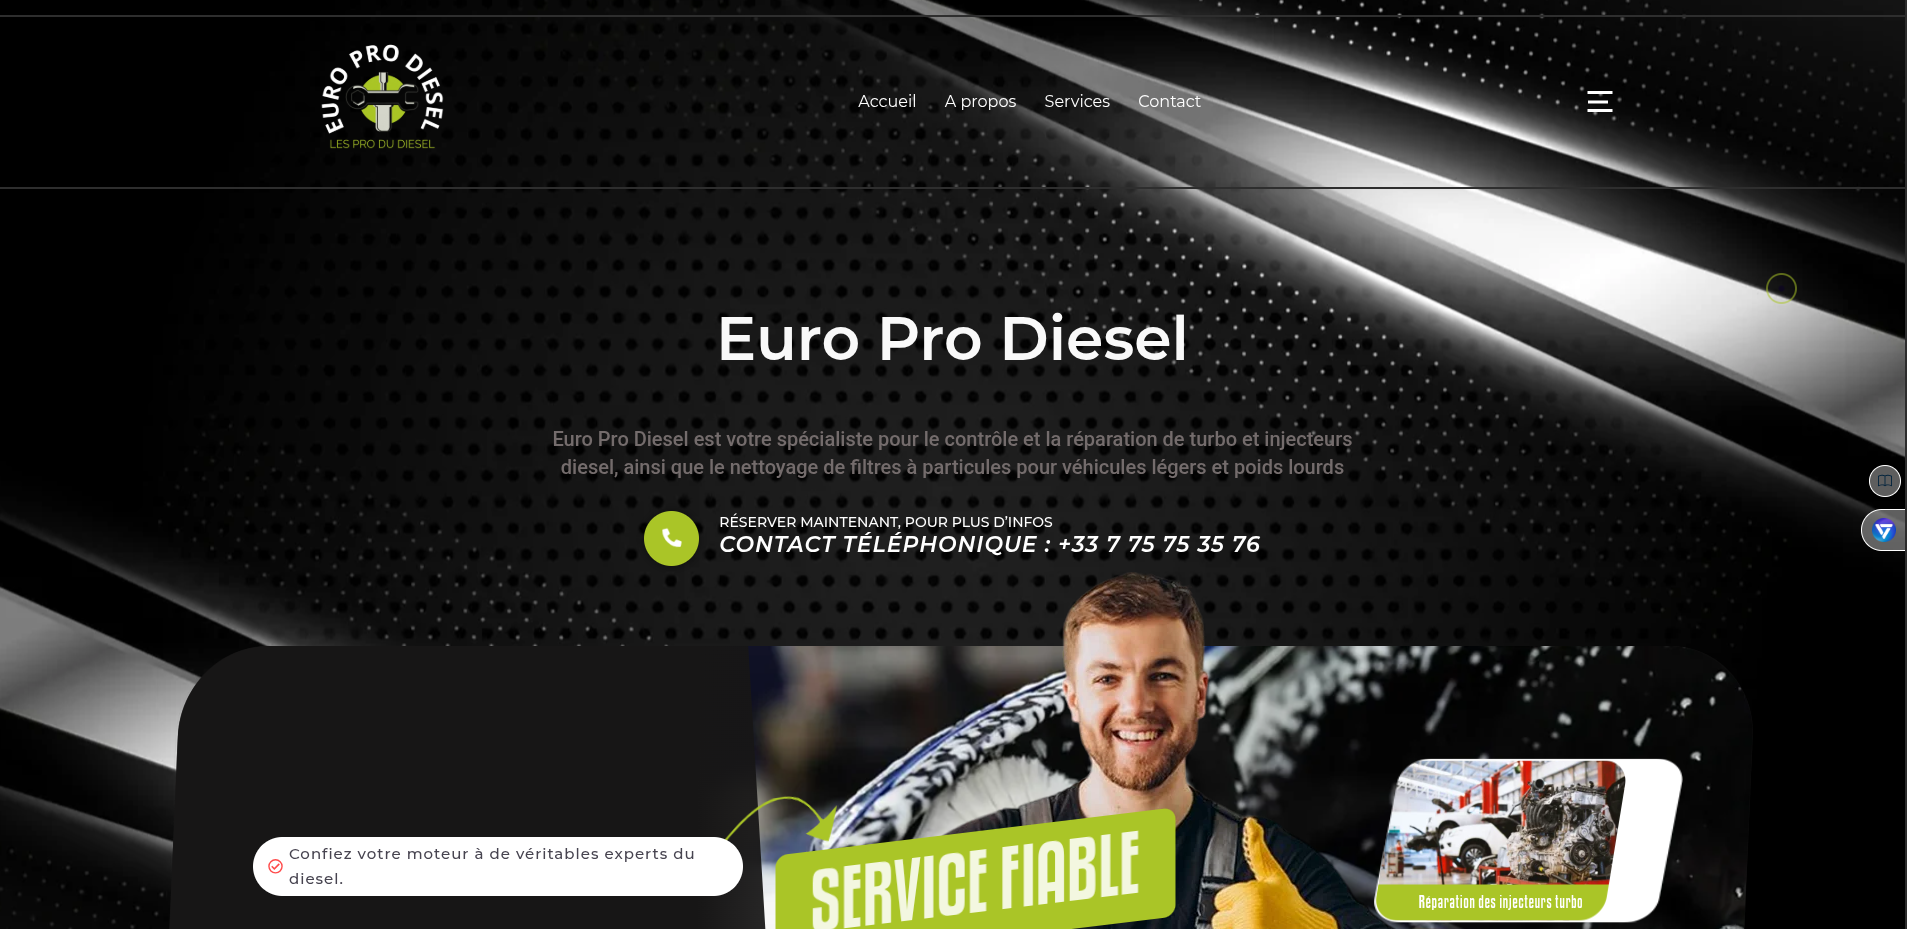 EURO PRO DIESEL
LES PRO DU DIESEL
Accueil A propos Services Contact
Euro Pro Diesel
Euro Pro Diesel est votre spécialiste pour le contrôle et la réparation de turbo et injecteurs
diesel, ainsi que le nettoyage de filtres à particules pour véhicules légers et poids lourds
RÉSERVER MAINTENANT, POUR PLUS D'INFOS
CONTACT TÉLÉPHONIQUE : +33 7 75 75 35 76
Confiez votre moteur à de véritables experts du
diesel.
SERVICE FIABLE
Réparation des injecteurs turbo